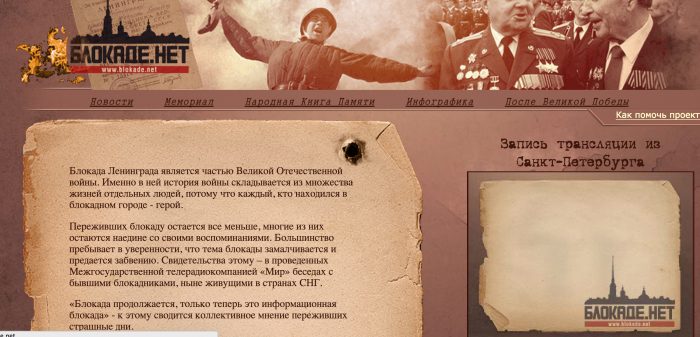 БЛОКАДЕ.НЕТ
www.blokade.net
Новости Мемориал Народная Книга Памяти Инфографика После Великой Победы
Как помочь проект
Блокада Ленинграда является частью Великой Отечественной
войны. Именно в ней история войны складывается из множества
жизней отдельных людей, потому что каждый, кто находился в
блокадном городе - герой.
Переживших блокаду остается все меньше, многие из них
остаются наедине со своими воспоминаниями. Большинство
пребывает в уверенности, что тема блокады замалчивается и
предается забвению. Свидетельства этому – в проведенных
Межгосударственной телерадиокомпанией «Мир» беседах с
бывшими блокадниками, ныне живущими в странах СНГ.
«Блокада продолжается, только теперь это информационная
блокада» - к этому сводится коллективное мнение переживших
страшные дни.
Запись трансляции из
Санкт-Петербурга
БЛОКАДЕ.НЕТ
www.blokade.net
e.net